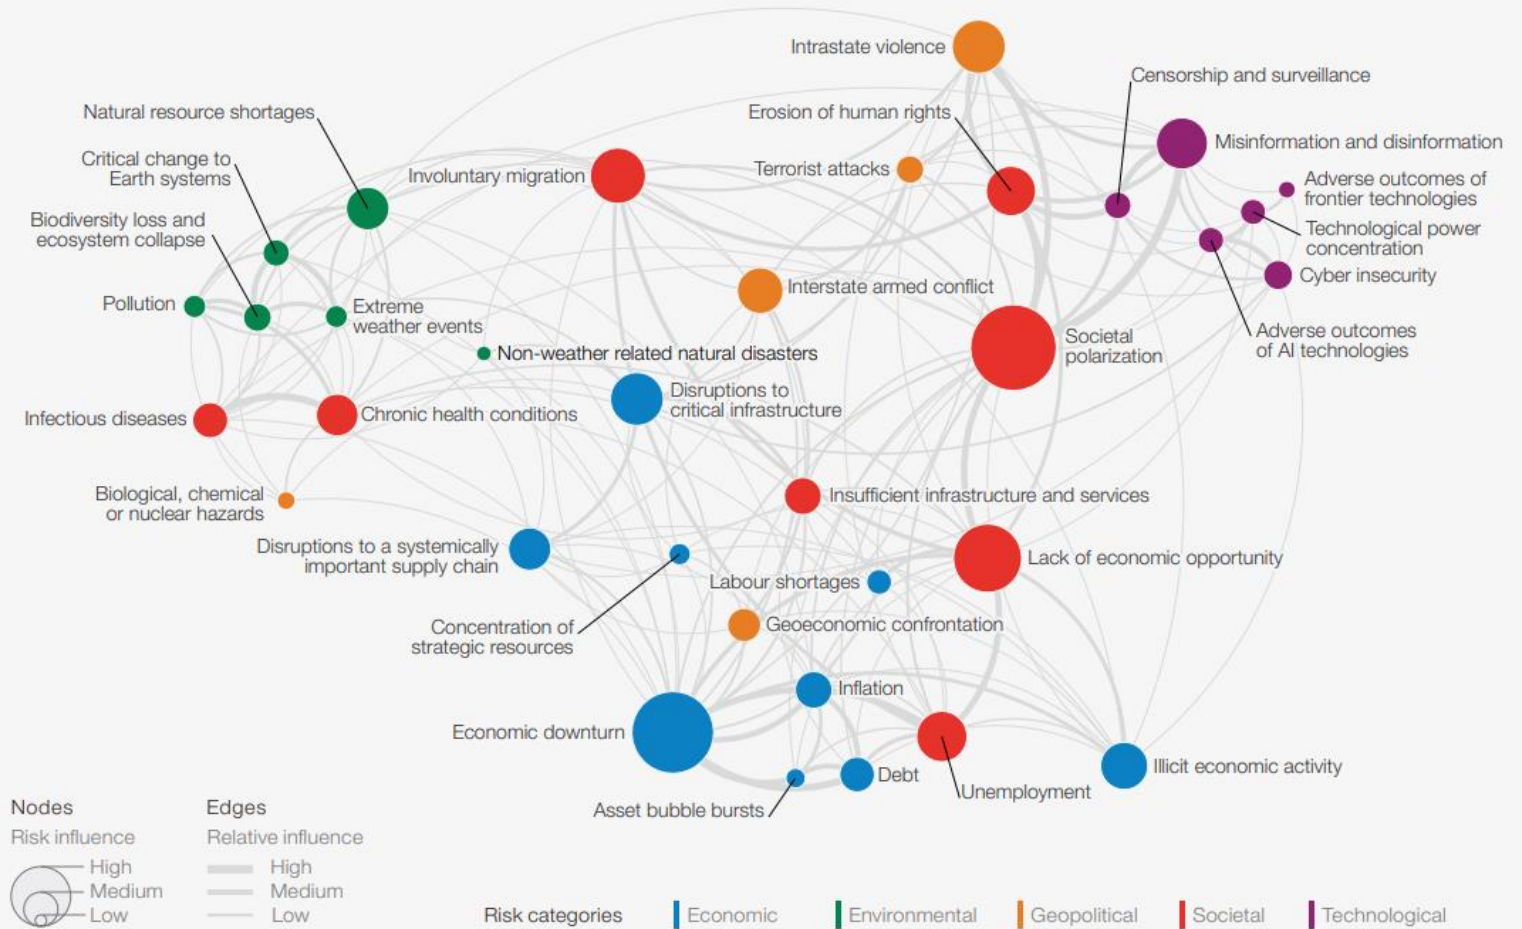 Intrastate violence
Censorship and surveillance
Natural resource shortages
Erosion of human rights
Misinformation and disinformation
Critical change to
Earth systems
Involuntary migration
Terrorist attacks
Adverse outcomes of
frontier technologies
Biodiversity loss and
ecosystem collapse
Technological power
concentration
Pollution
Extreme
weather events
Interstate armed conflict
Cyber insecurity
Societal
polarization
Adverse outcomes
of AI technologies
Non-weather related natural disasters
Disruptions to
critical infrastructure
Infectious diseases
Chronic health conditions
Biological, chemical
or nuclear hazards
Insufficient infrastructure and services
Disruptions to a systemically
important supply chain
Lack of economic opportunity
Labour shortages
Concentration of
strategic resources
Geoeconomic confrontation
Inflation
Economic downturn
Debt
Illicit economic activity
Unemployment
Asset bubble bursts
Nodes
Risk influence
High
Medium
Low
Edges
Relative influence
High
Medium
Low
Risk categories
Economic
Environmental
Geopolitical
Societal
Technological